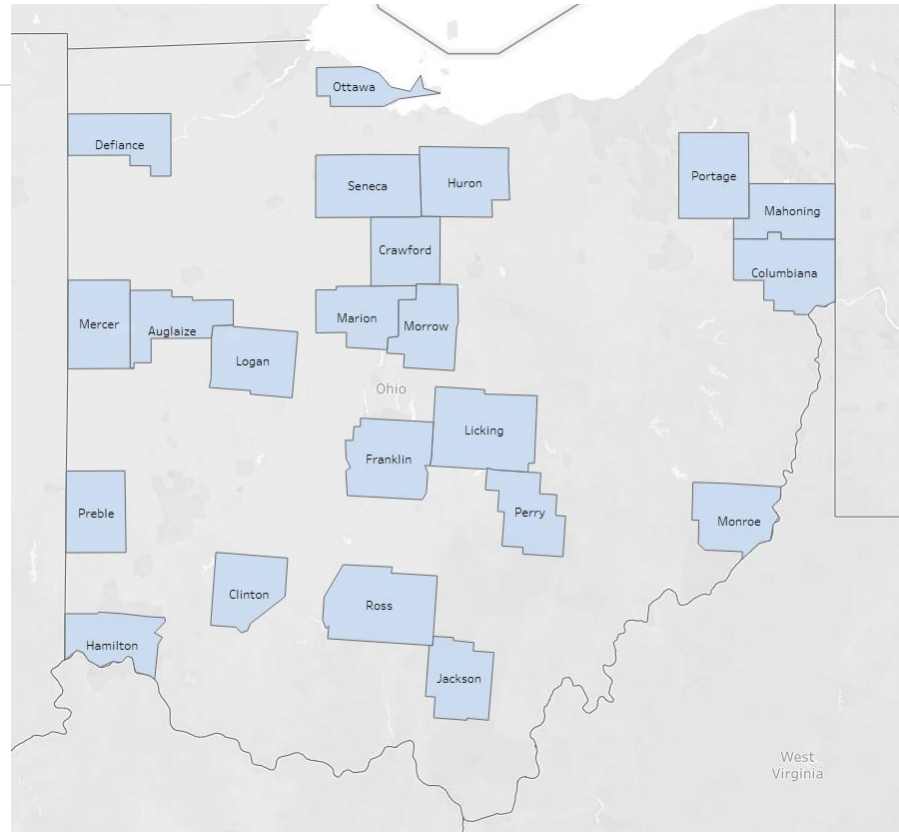 Ottawa
Defiance
Portage
Seneca
Huron
Mahoning
Crawford
Columbiana
Mercer
Marion
Auglaize
Morrow
Logan
Ohio
Licking
Franklin
Preble
Perry
Monroe
Clinton
Ross
Hamilton
Jackson
West
Virginia